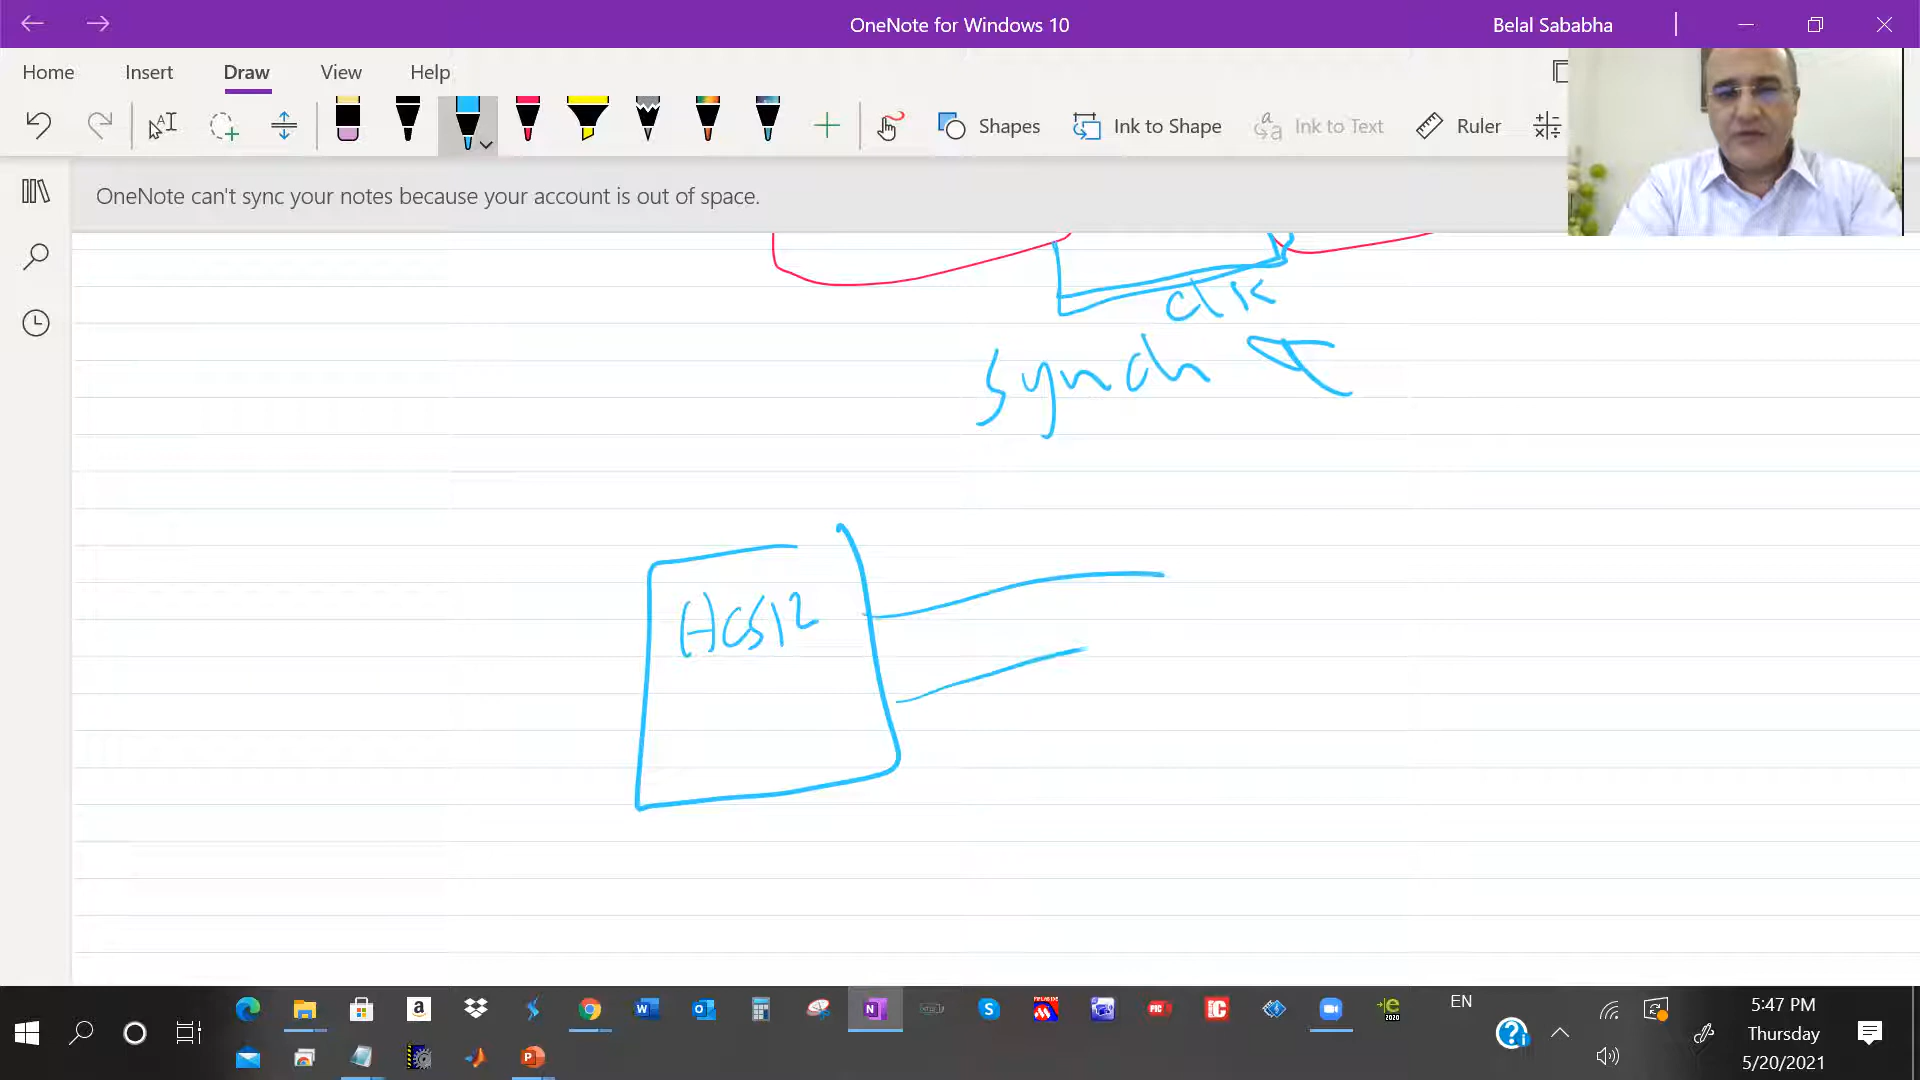 OneNote for Windows 10
Belal Sababha
Home Insert Draw View Help
Shapes Ink to Shape Ink to Text Ruler
OneNote can't sync your notes because your account is out of space.
clk
Synch
HCS12
EN
5:47 PM
Thursday
5/20/2021